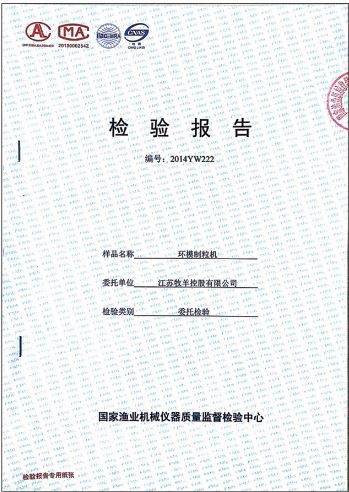 MA
CNAS
20130002542
检验报告
编号：2014YW222
样品名称 环模制粒机
委托单位 江苏牧羊控股有限公司
检验类别 委托检验
国家渔业机械仪器质量监督检验中心
检验报告专用纸张